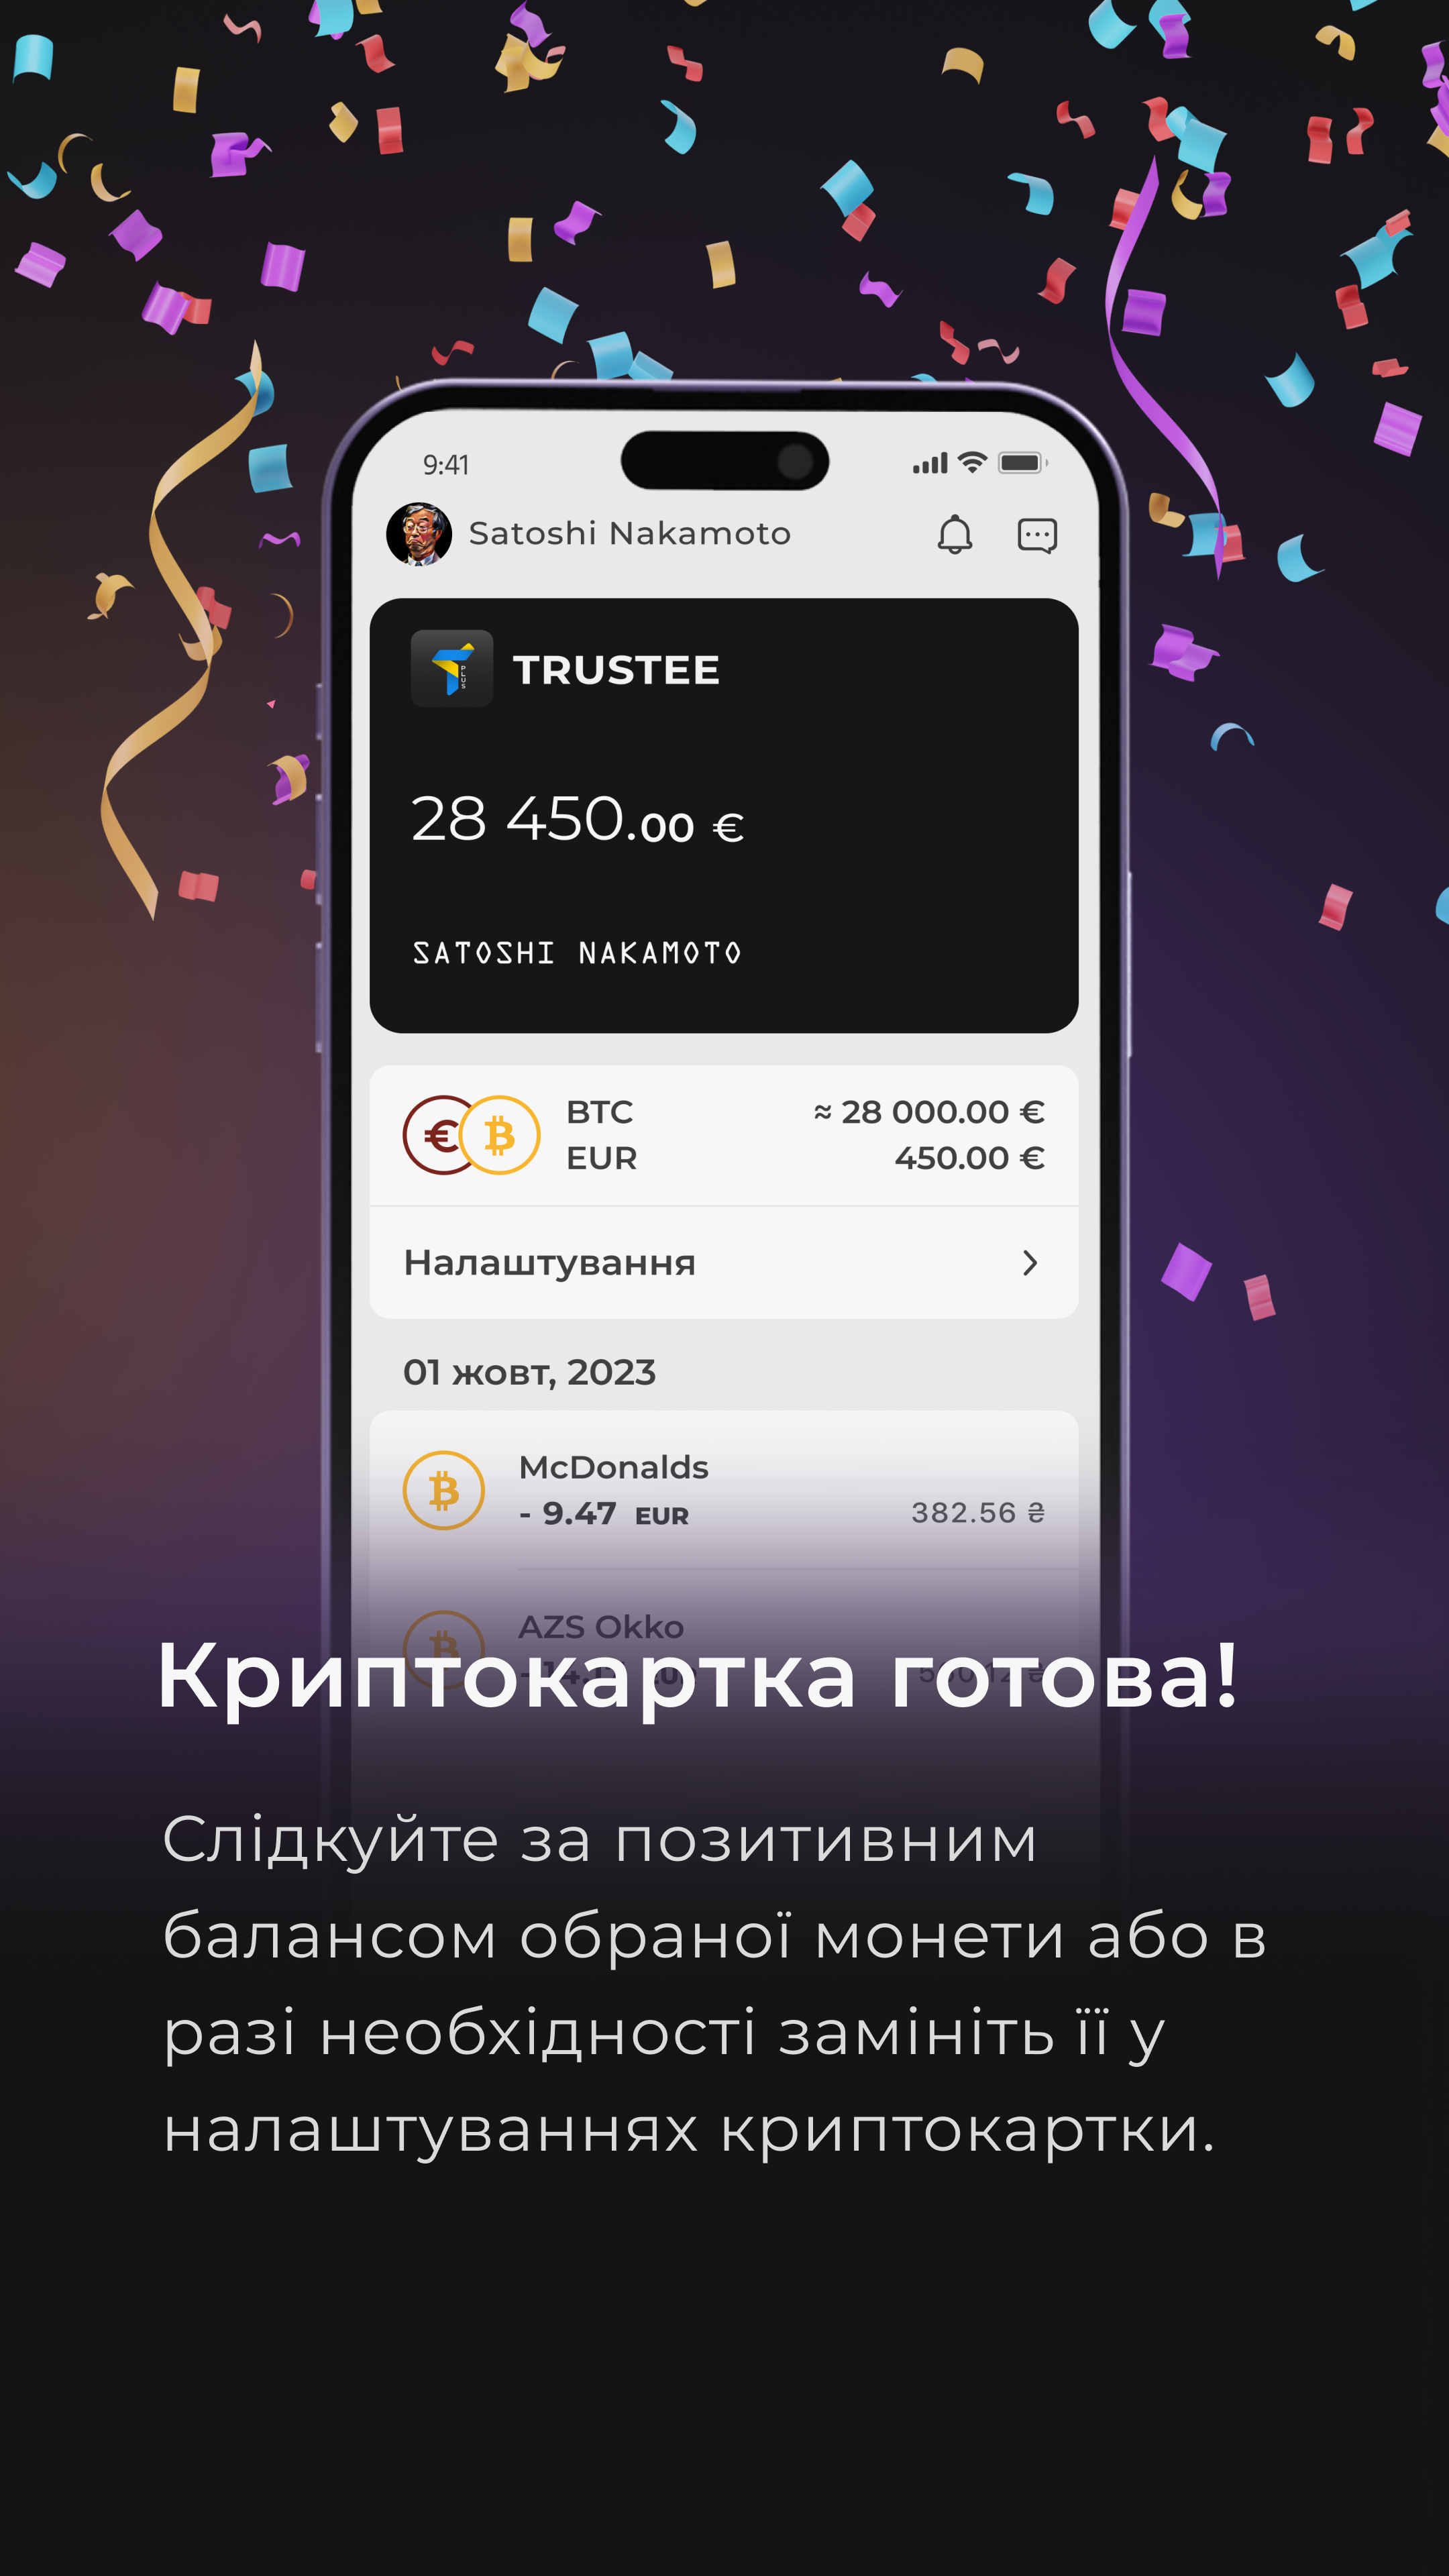 9:41
Satoshi Nakamoto
PLUS
TRUSTEE
28 450.00 €
SATOSHI NAKAMOTO
BTC ≈ 28 000.00 €
EUR 450.00 €
Налаштування
01 жовт, 2023
McDonalds
- 9.47 EUR 382.56 ₴
AZS Okko
Криптокартка готова!
Слідкуйте за позитивним
балансом обраної монети або в
разі необхідності замініть її у
налаштуваннях криптокартки.